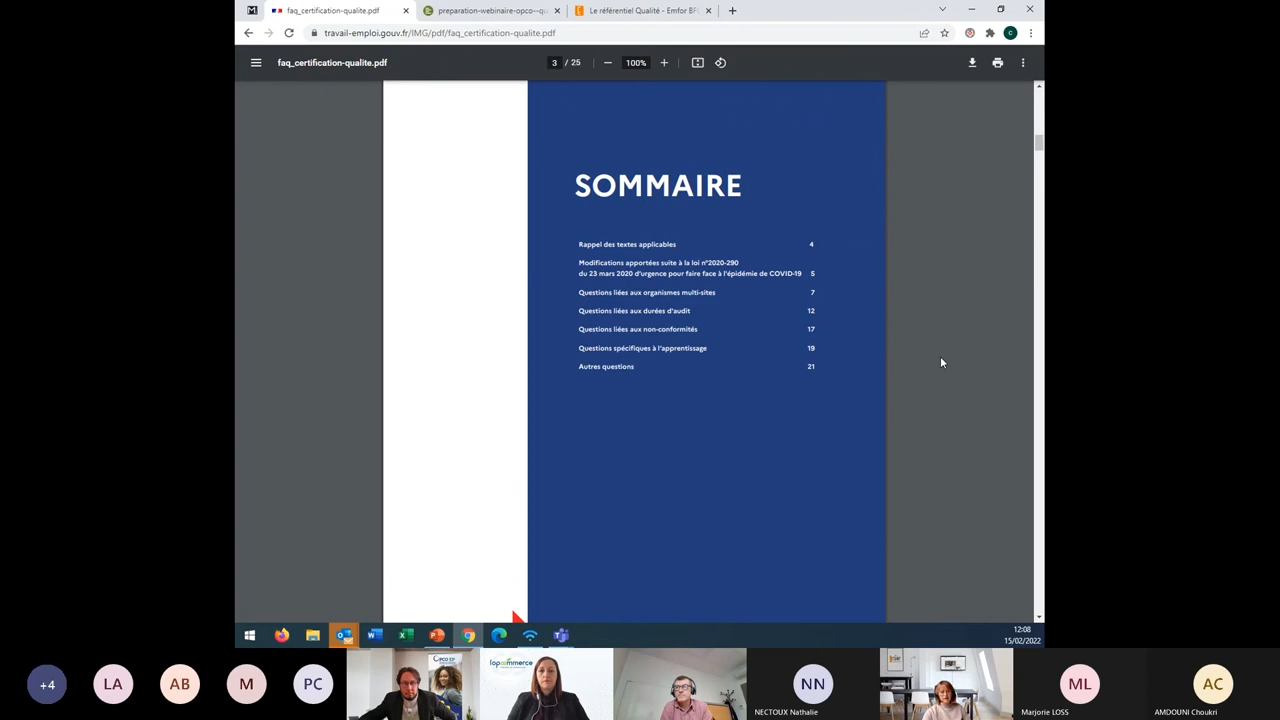 faq_certification-qualite.pdf
preparation-webinaire-opco--qu
Le référentiel Qualité - Emfor BF
travail-emploi.gouv.fr/IMG/pdf/faq_certification-qualite.pdf
C
faq_certification-qualite.pdf
3 / 25
100%
SOMMAIRE
Rappel des textes applicables 4
Modifications apportées suite à la loi n°2020-290
du 23 mars 2020 d'urgence pour faire face à l'épidémie de COVID-19 5
Questions liées aux organismes multi-sites 7
Questions liées aux durées d'audit 12
Questions liées aux non-conformités 17
Questions spécifiques à l'apprentissage 19
Autres questions 21
12:08
15/02/2022
+4
LA
AB
M
PC
OPCO EP
l'opcommerce
NN
NECTOUX Nathalie
ML
Marjorie LOSS
AC
AMDOUNI Choukri